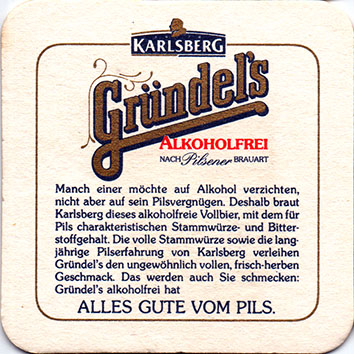 KARLSBERG
Gründel's
ALKOHOLFREI
NACH Pilsener BRAUART
Manch einer möchte auf Alkohol verzichten,
nicht aber auf sein Pilsvergnügen. Deshalb braut
Karlsberg dieses alkoholfreie Vollbier, mit dem für
Pils charakteristischen Stammwürze- und Bitter-
stoffgehalt. Die volle Stammwürze sowie die lang-
jährige Pilserfahrung von Karlsberg verleihen
Gründel's den ungewöhnlich vollen, frisch-herben
Geschmack. Das werden auch Sie schmecken:
Gründel's alkoholfrei hat
ALLES GUTE VOM PILS.